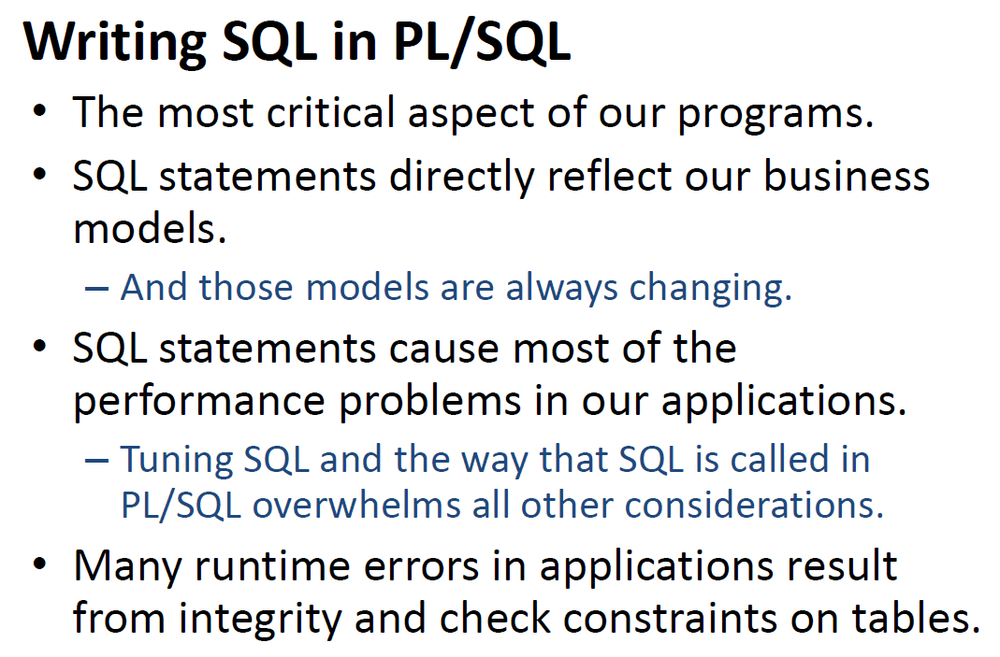 Writing SQL in PL/SQL
• The most critical aspect of our programs.
• SQL statements directly reflect our business
models.
– And those models are always changing.
• SQL statements cause most of the
performance problems in our applications.
– Tuning SQL and the way that SQL is called in
PL/SQL overwhelms all other considerations.
• Many runtime errors in applications result
from integrity and check constraints on tables.